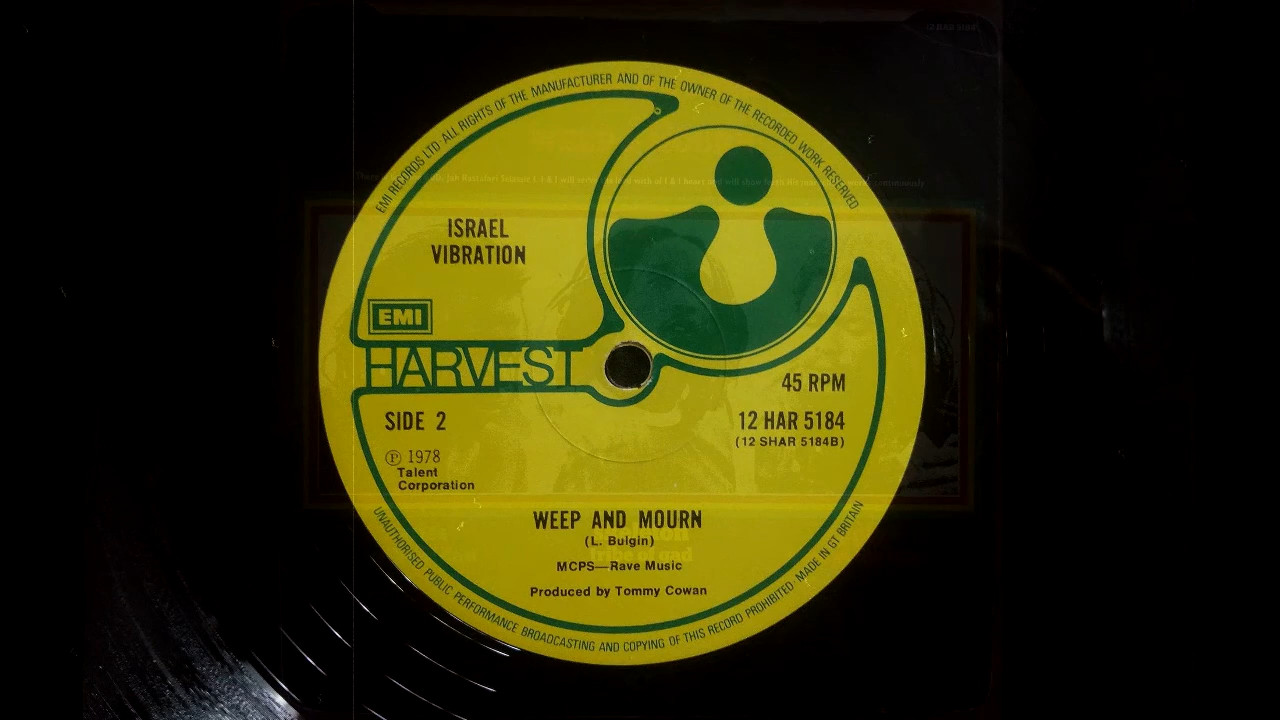 EMI RECORDS LTD ALL RIGHTS OF THE MANUFACTURER AND OF THE OWNER OF THE RECORDED WORK RESERVED
ISRAEL
VIBRATION
EMI
HARVEST
45 RPM
SIDE 2
12 HAR 5184
(12 SHAR 5184B)
Ⓟ 1978
Talent
Corporation
WEEP AND MOURN
(L. Bulgin)
tribe of gad
MCPS—Rave Music
Produced by Tommy Cowan
UNAUTHORISED PUBLIC PERFORMANCE BROADCASTING AND COPYING OF THIS RECORD PROHIBITED · MADE IN GT BRITAIN